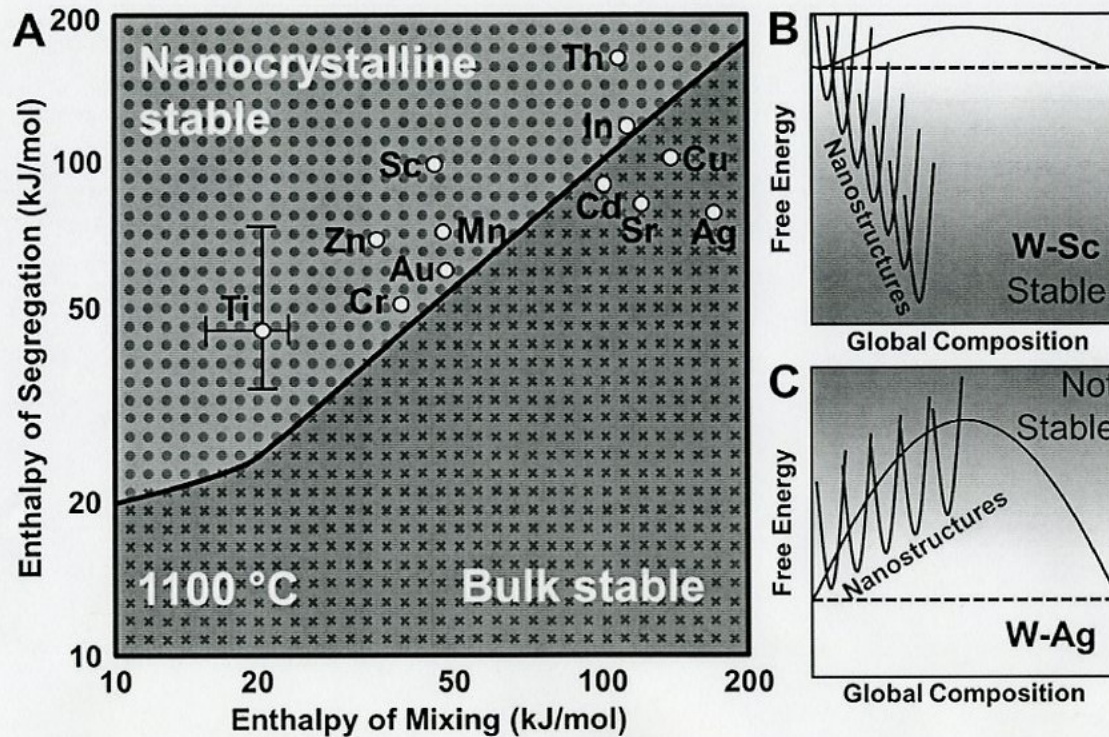 A
200
100
50
20
10
Enthalpy of Segregation (kJ/mol)
Nanocrystalline
stable
Th
In
Cu
Sc
Cd
Sr
Ag
Zn
Mn
Au
Cr
Ti
1100 °C
Bulk stable
10
20
50
100
200
Enthalpy of Mixing (kJ/mol)
B
Free Energy
Nanostructures
W-Sc
Stable
Global Composition
C
Free Energy
Not
Stable
Nanostructures
W-Ag
Global Composition